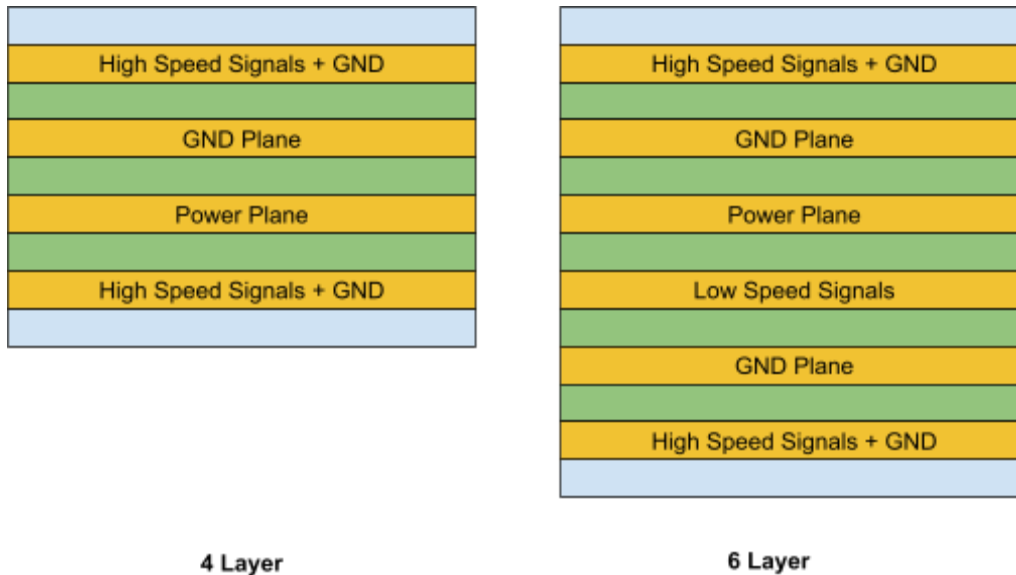 High Speed Signals + GND
GND Plane
Power Plane
High Speed Signals + GND
4 Layer
High Speed Signals + GND
GND Plane
Power Plane
Low Speed Signals
GND Plane
High Speed Signals + GND
6 Layer